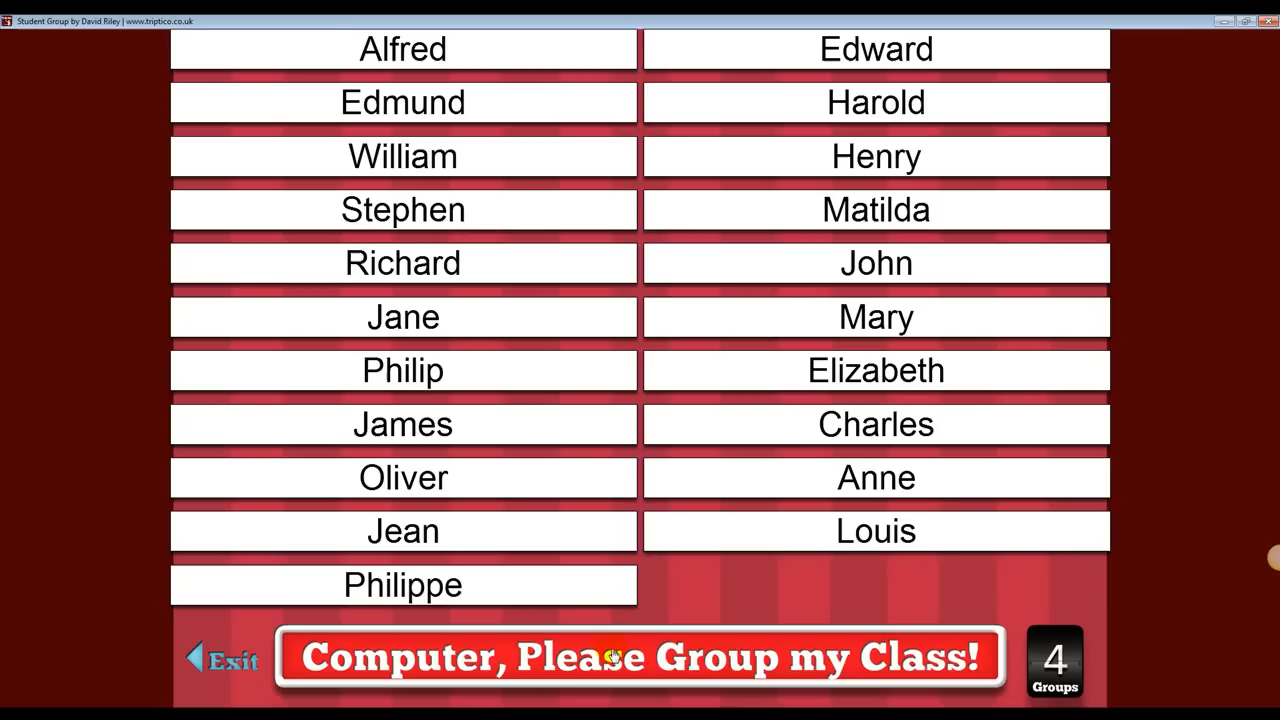 Student Group by David Riley | www.triptico.co.uk
Alfred Edward
Edmund Harold
William Henry
Stephen Matilda
Richard John
Jane Mary
Philip Elizabeth
James Charles
Oliver Anne
Jean Louis
Philippe
Exit Computer, Please Group my Class! 4
Groups